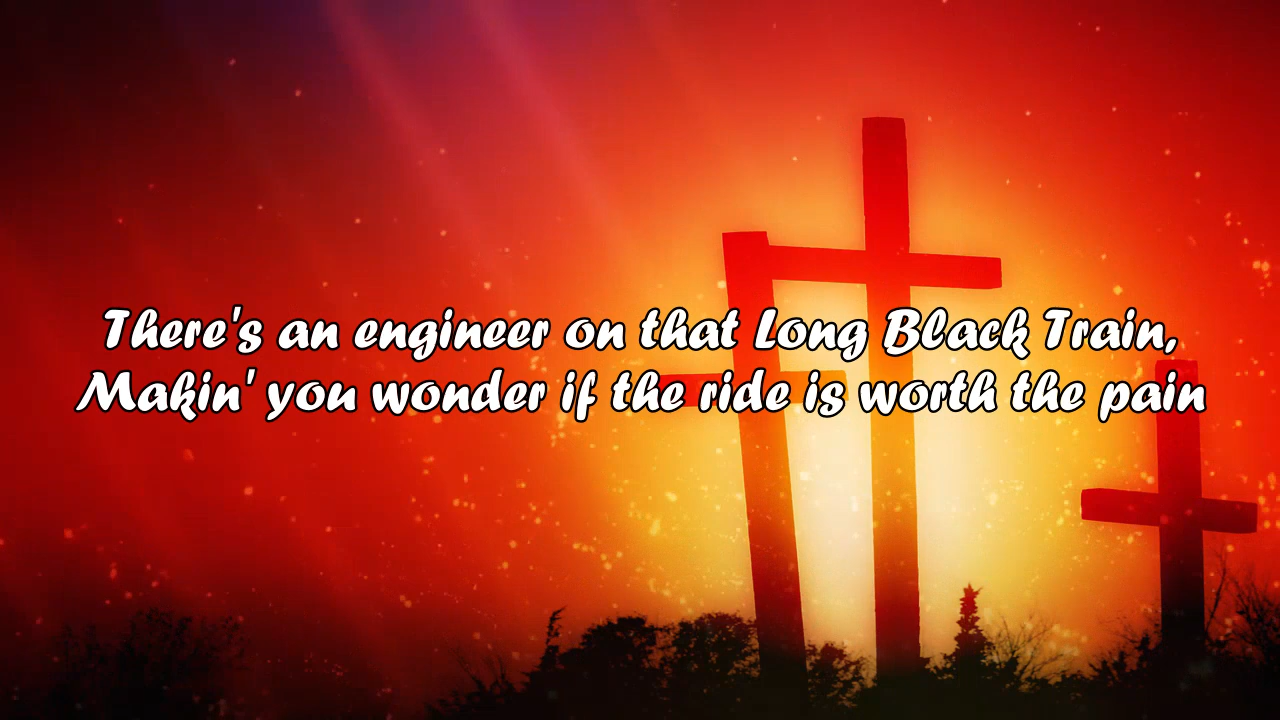 There's an engineer on that Long Black Train,
Makin' you wonder if the ride is worth the pain